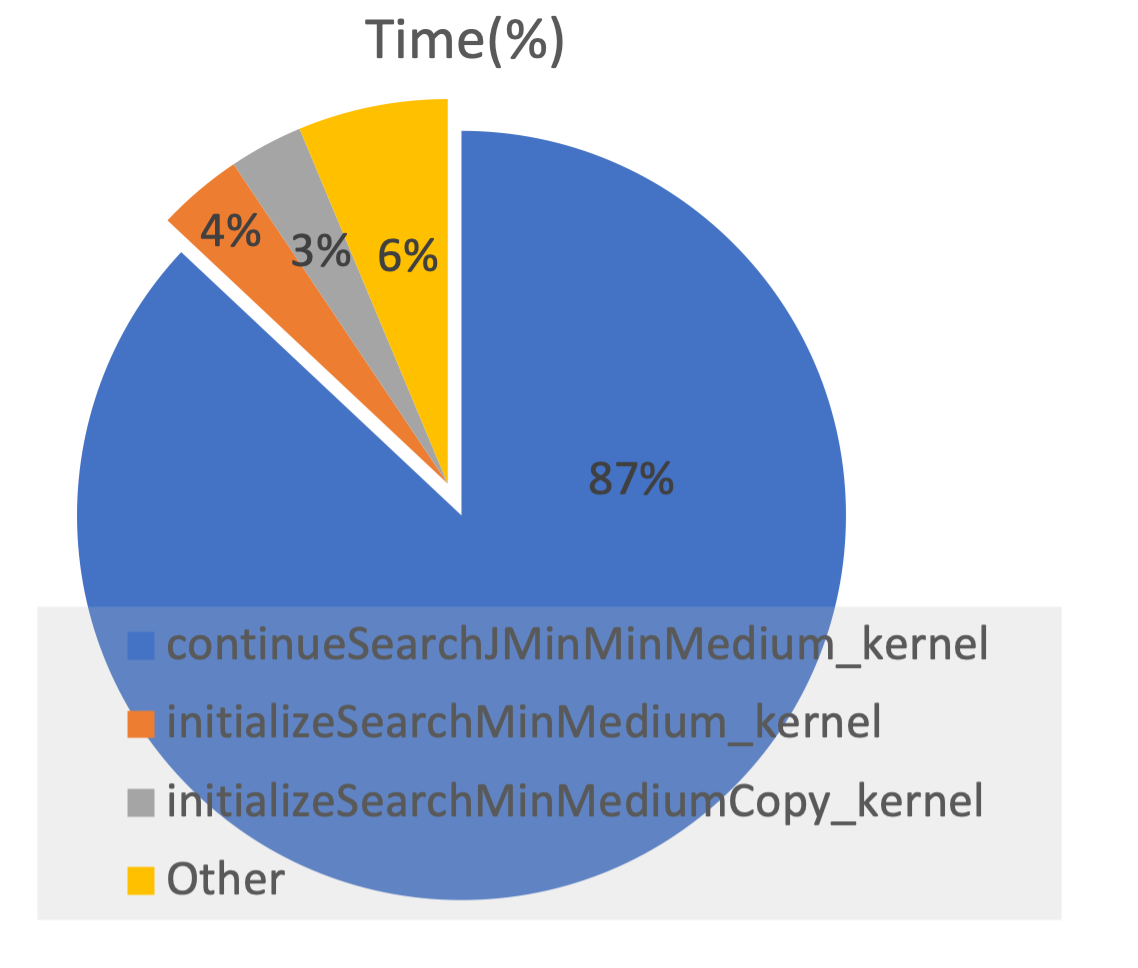 Time(%)
4%
3%
6%
87%
continueSearchJMinMinMedium_kernel
initializeSearchMinMedium_kernel
initializeSearchMinMediumCopy_kernel
Other